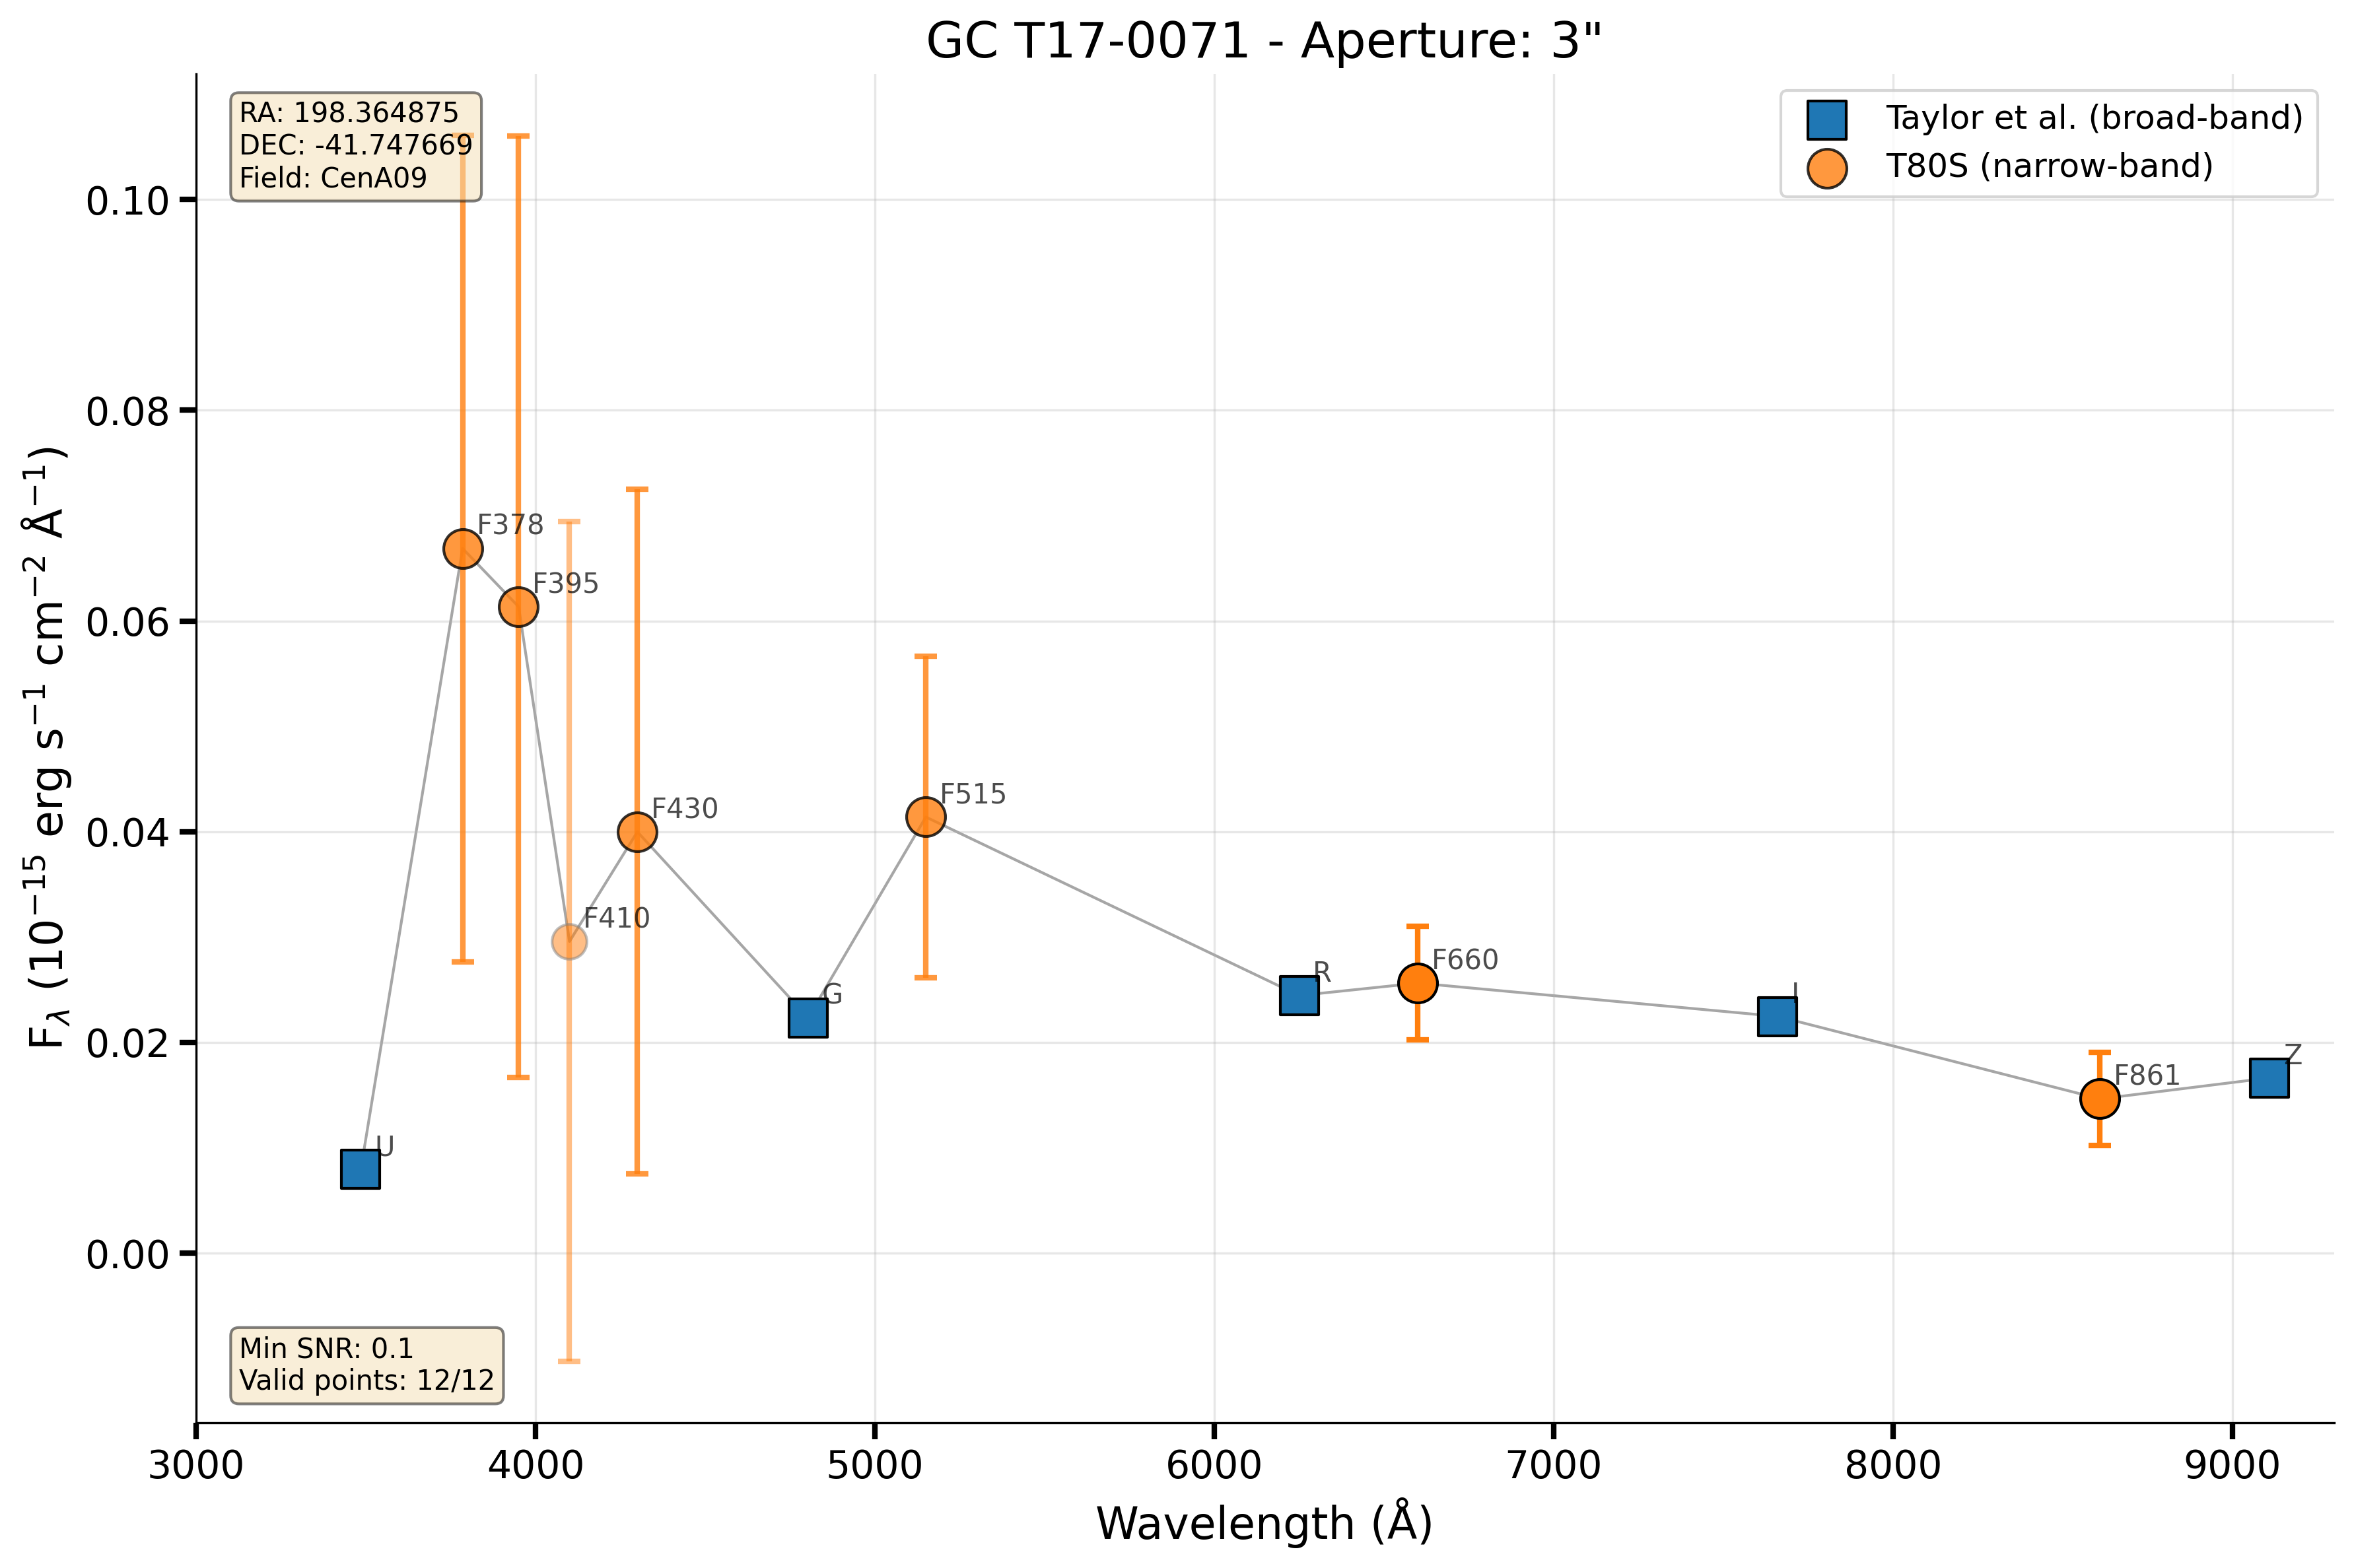 GC T17-0071 - Aperture: 3"
RA: 198.364875
DEC: -41.747669
Field: CenA09
Taylor et al. (broad-band)
T80S (narrow-band)
F$_{\lambda}$ (10$^{-15}$ erg s$^{-1}$ cm$^{-2}$ Å$^{-1}$)
0.10
0.08
0.06
0.04
0.02
0.00
U
F378
F395
F410
F430
G
F515
R
F660
I
F861
Z
Min SNR: 0.1
Valid points: 12/12
3000
4000
5000
6000
7000
8000
9000
Wavelength (Å)